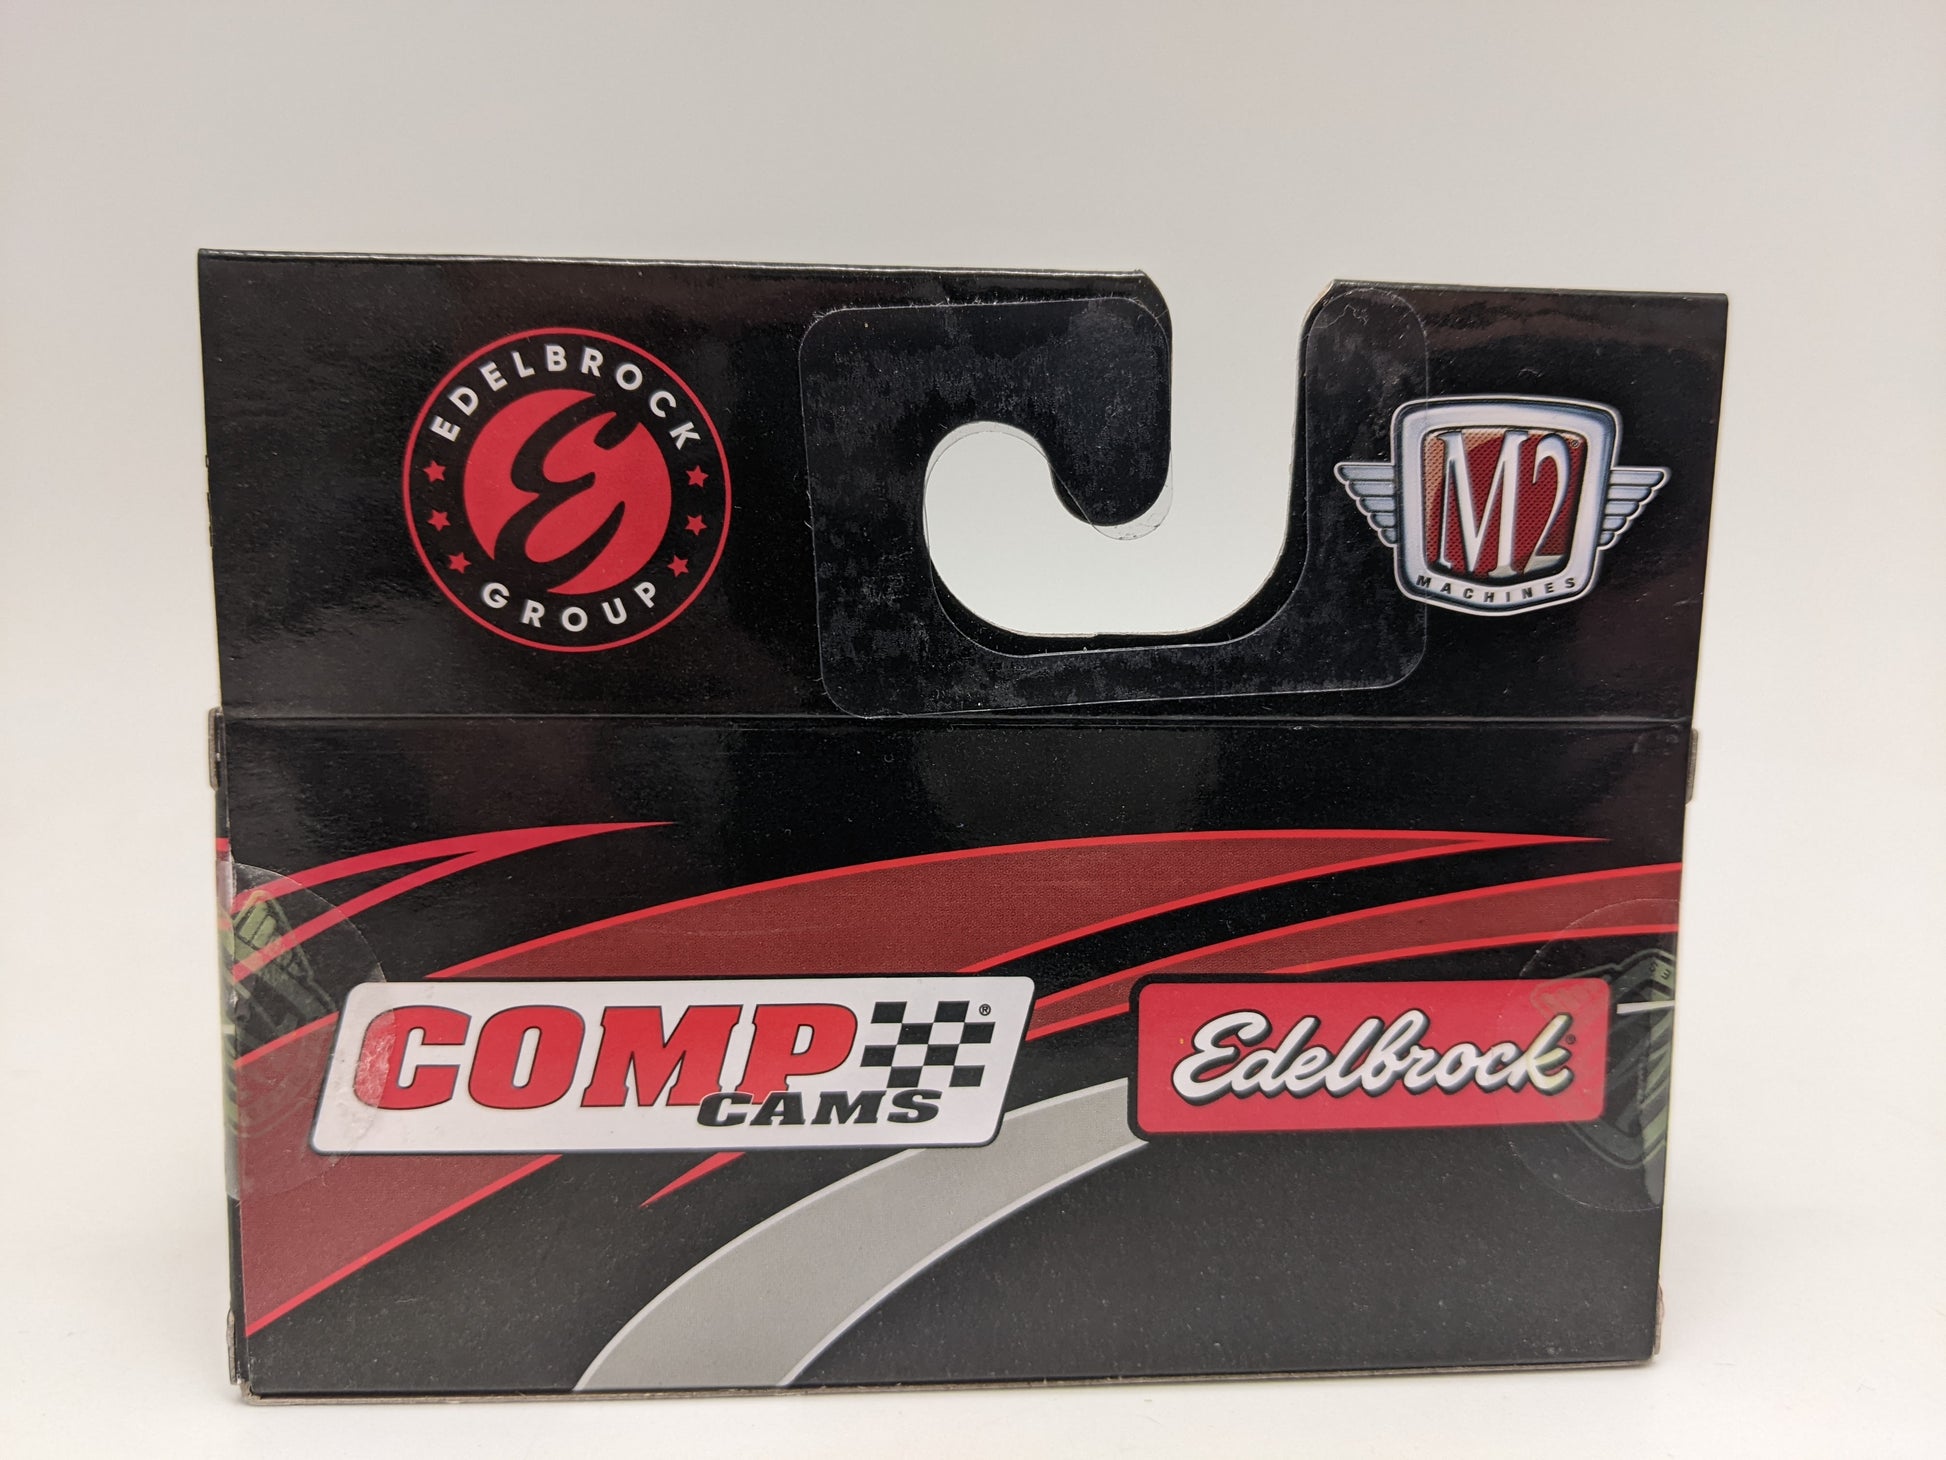 EDELBROCK
GROUP
M2
MACHINES
COMP
CAMS
®
Edelbrock